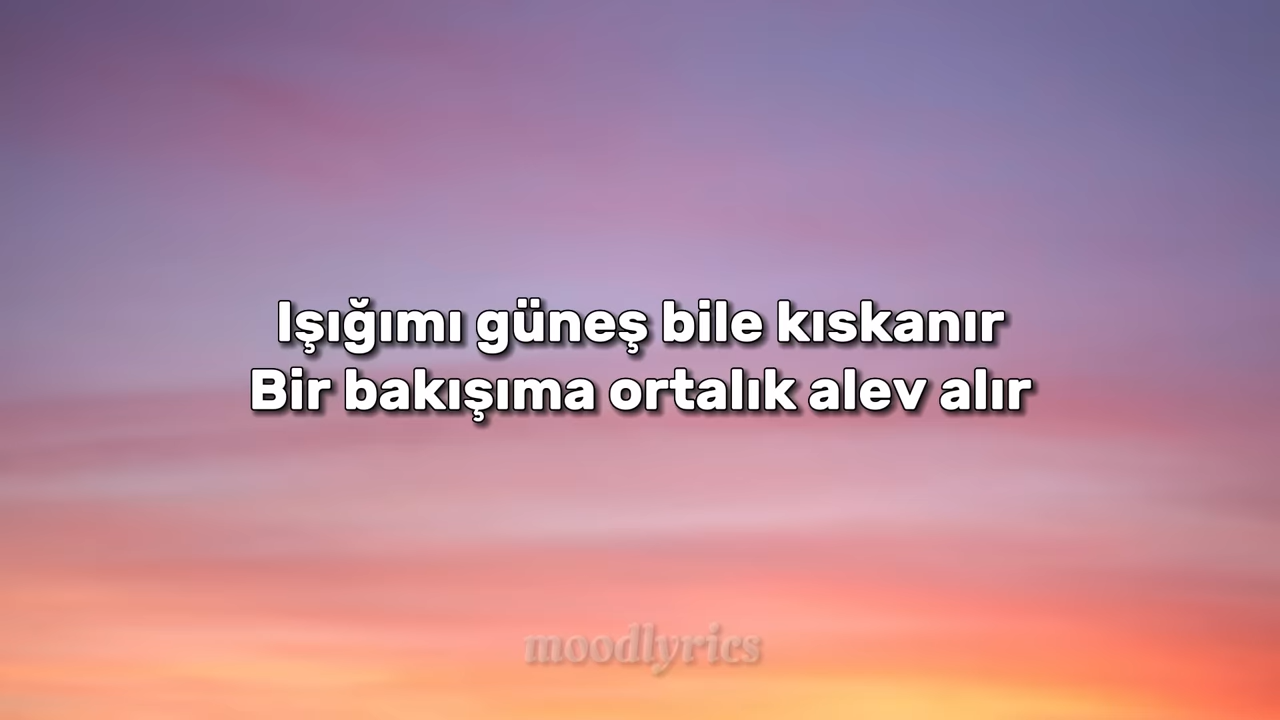 Işığımı güneş bile kıskanır
Bir bakışıma ortalık alev alır
moodlyrics